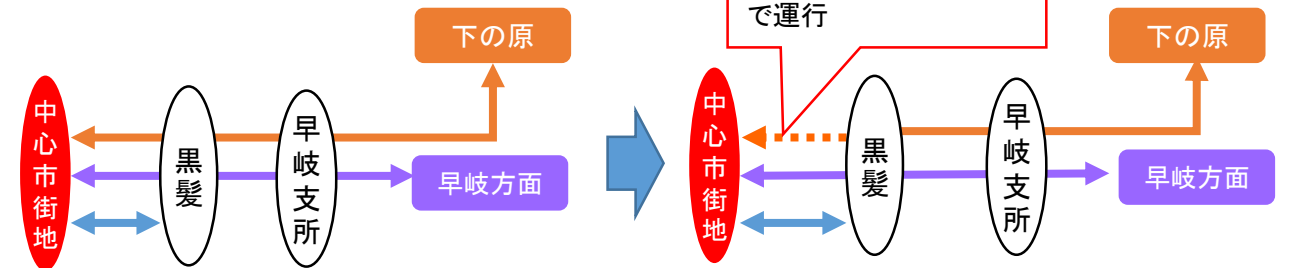 下の原
中心市街地
黒髪
早岐支所
早岐方面
で運行
下の原
中心市街地
黒髪
早岐支所
早岐方面